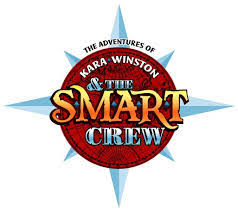 THE ADVENTURES OF
KARA WINSTON
& THE
SMART
CREW